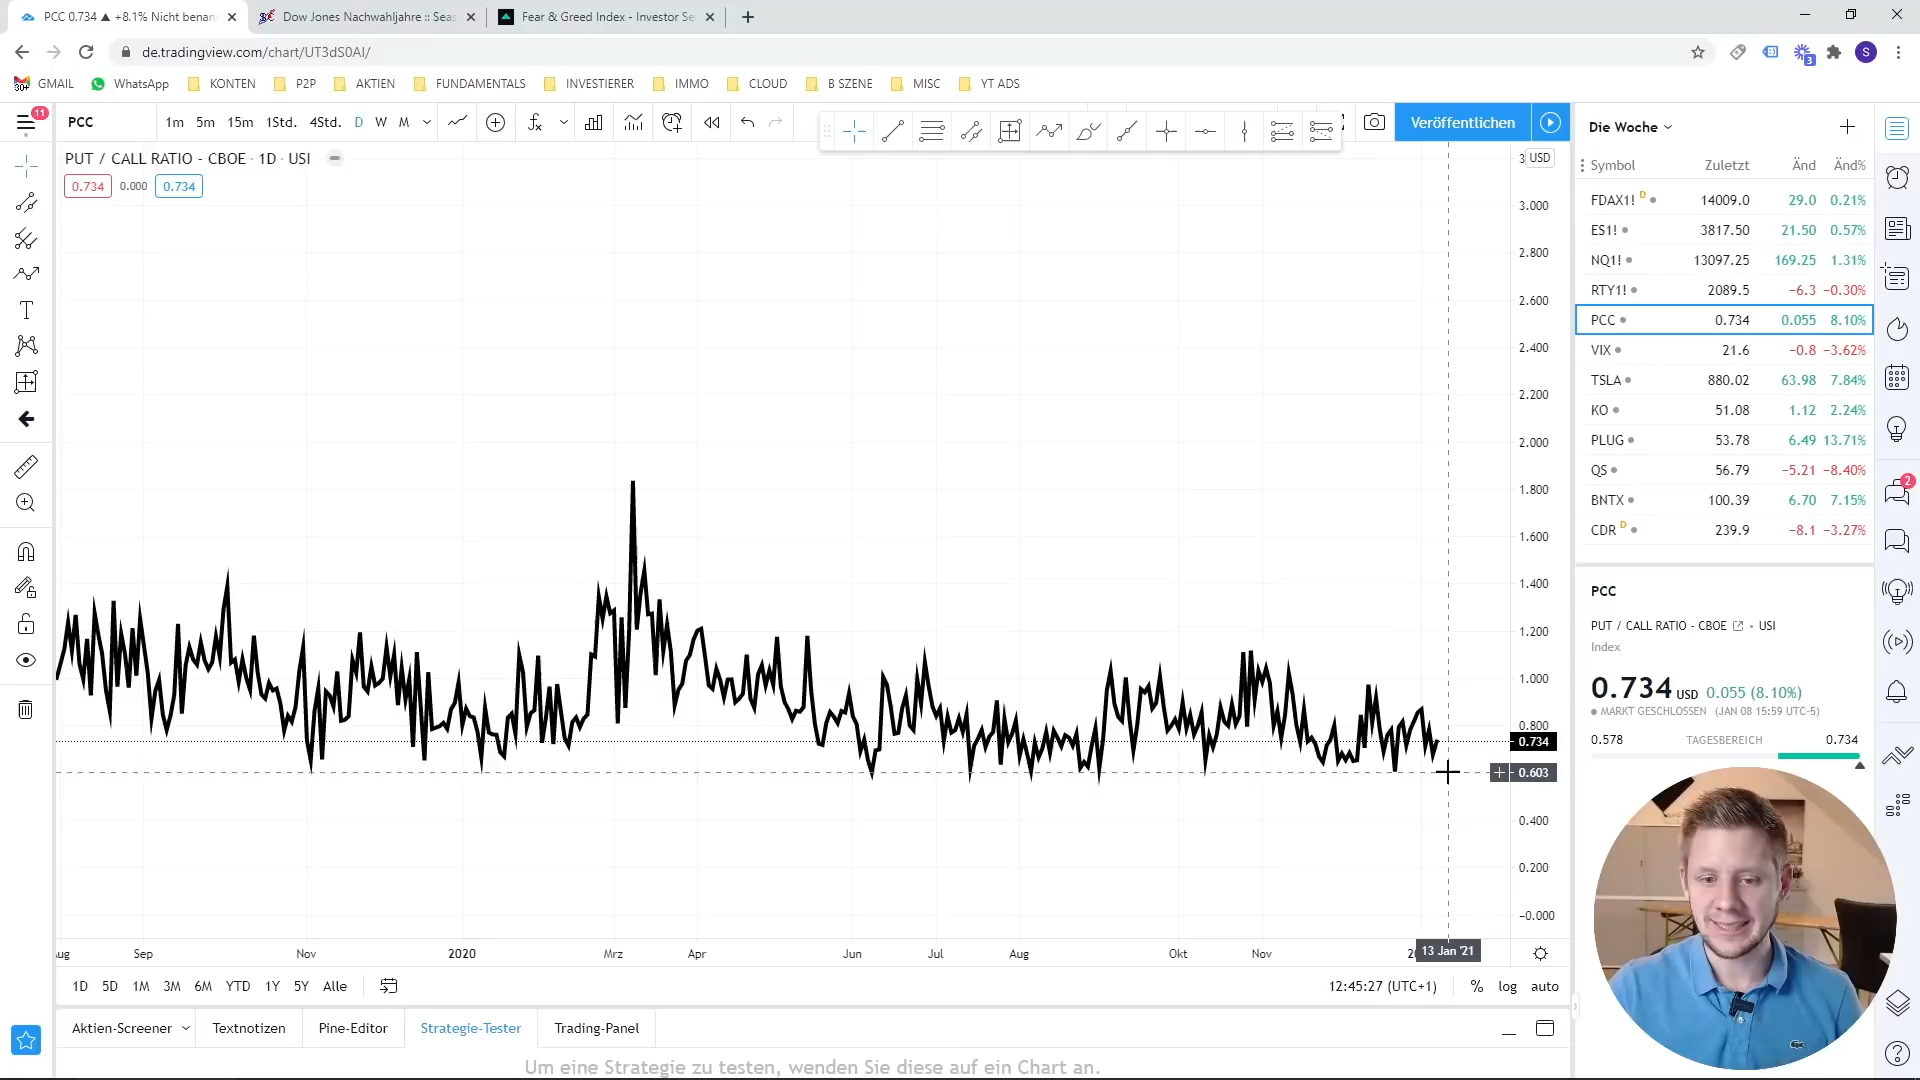 PCC 0.734 ▲ +8.1% Nicht benan
Dow Jones Nachwahljahre :: Seas
Fear & Greed Index - Investor Se
de.tradingview.com/chart/UT3dS0AI/
S
3
30+
GMAIL
WhatsApp
KONTEN
P2P
AKTIEN
FUNDAMENTALS
INVESTIERER
IMMO
CLOUD
B SZENE
MISC
YT ADS
11
PCC
1m 5m 15m 1Std. 4Std. D W M
Veröffentlichen
Die Woche
PUT / CALL RATIO - CBOE · 1D · USI
0.734 0.000 0.734
USD
3.000
2.800
2.600
2.400
2.200
2.000
1.800
1.600
1.400
1.200
1.000
0.800
0.734
0.603
0.400
0.200
−0.000
Symbol Zuletzt Änd Änd%
FDAX1! D 14009.0 29.0 0.21%
ES1! 3817.50 21.50 0.57%
NQ1! 13097.25 169.25 1.31%
RTY1! 2089.5 −6.3 −0.30%
PCC 0.734 0.055 8.10%
VIX 21.6 −0.8 −3.62%
TSLA 880.02 63.98 7.84%
KO 51.08 1.12 2.24%
PLUG 53.78 6.49 13.71%
QS 56.79 −5.21 −8.40%
BNTX 100.39 6.70 7.15%
CDR D 239.9 −8.1 −3.27%
2
PCC
PUT / CALL RATIO - CBOE • USI
Index
0.734 USD 0.055 (8.10%)
MARKT GESCHLOSSEN (JAN 08 15:59 UTC-5)
0.578 TAGESBEREICH 0.734
ug Sep Nov 2020 Mrz Apr Jun Jul Aug Okt Nov 13 Jan '21
1D 5D 1M 3M 6M YTD 1Y 5Y Alle
12:45:27 (UTC+1) % log auto
Aktien-Screener Textnotizen Pine-Editor Strategie-Tester Trading-Panel
Um eine Strategie zu testen, wenden Sie diese auf ein Chart an.